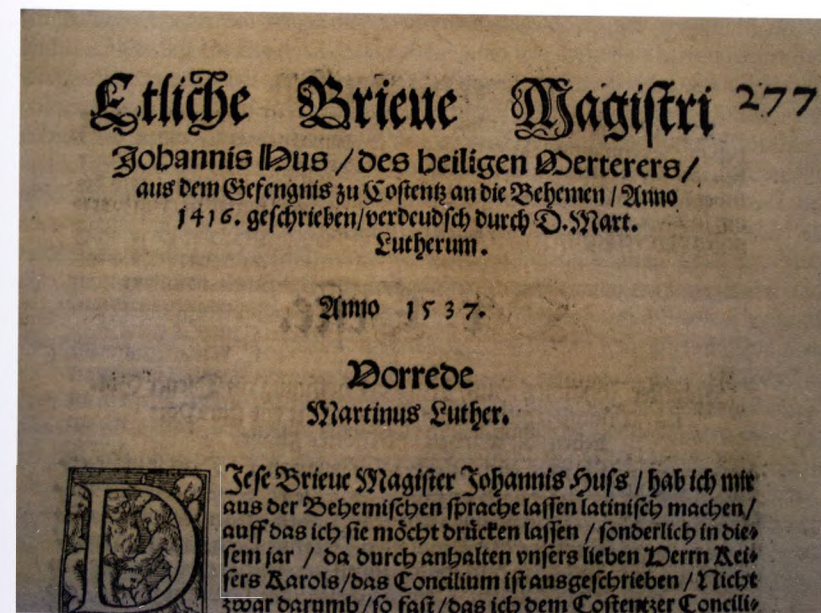 Etliche Brieue Magistri 277
Johannis Hus / des heiligen Merterers /
aus dem Gefengnis zu Costentz an die Behemen / Anno
1416. geschrieben/verdeudsch durch D. Mart.
Lutherum.
Anno 1537.
Vorrede
Martinus Luther.
DJese Brieue Magister Johannis Huss / hab ich mir
aus der Behemischen sprache lassen latinisch machen/
auff das ich sie möcht drücken lassen / sonderlich in die-
sem jar / da durch anhalten vnsers lieben Herrn Kei-
sers Karols/das Concilium ist ausgeschrieben / Nicht
zwar darumb/so fast/das ich dem Costentzer Concili-